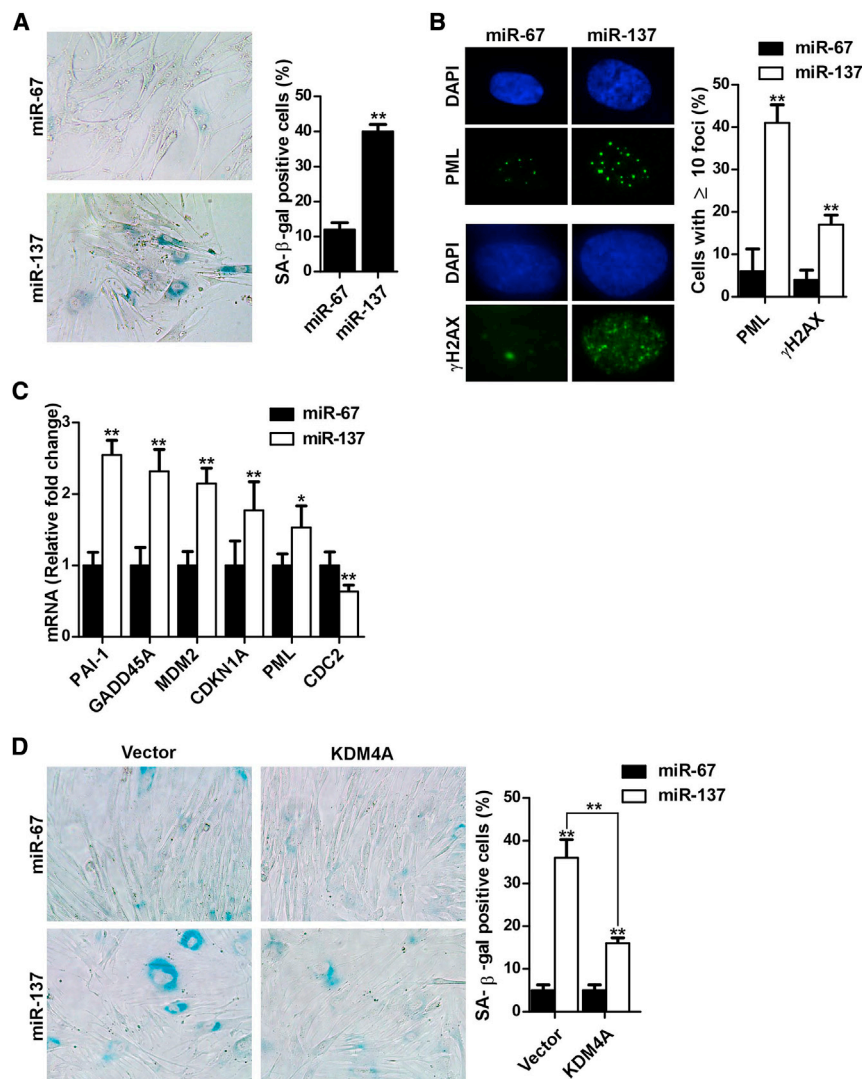 A
miR-67
miR-137
SA- β -gal positive cells (%)
50
40
30
20
10
0
**
miR-67
miR-137
B
miR-67 miR-137
DAPI
PML
DAPI
γH2AX
miR-67
miR-137
Cells with ≥ 10 foci (%)
50
40
30
20
10
0
**
**
PML
γH2AX
C
miR-67
miR-137
mRNA (Relative fold change)
3
2
1
0
** ** ** ** * **
PAI-1
GADD45A
MDM2
CDKN1A
PML
CDC2
D
Vector KDM4A
miR-67
miR-137
miR-67
miR-137
SA- β -gal positive cells (%)
50
40
30
20
10
0
**
**
**
Vector
KDM4A